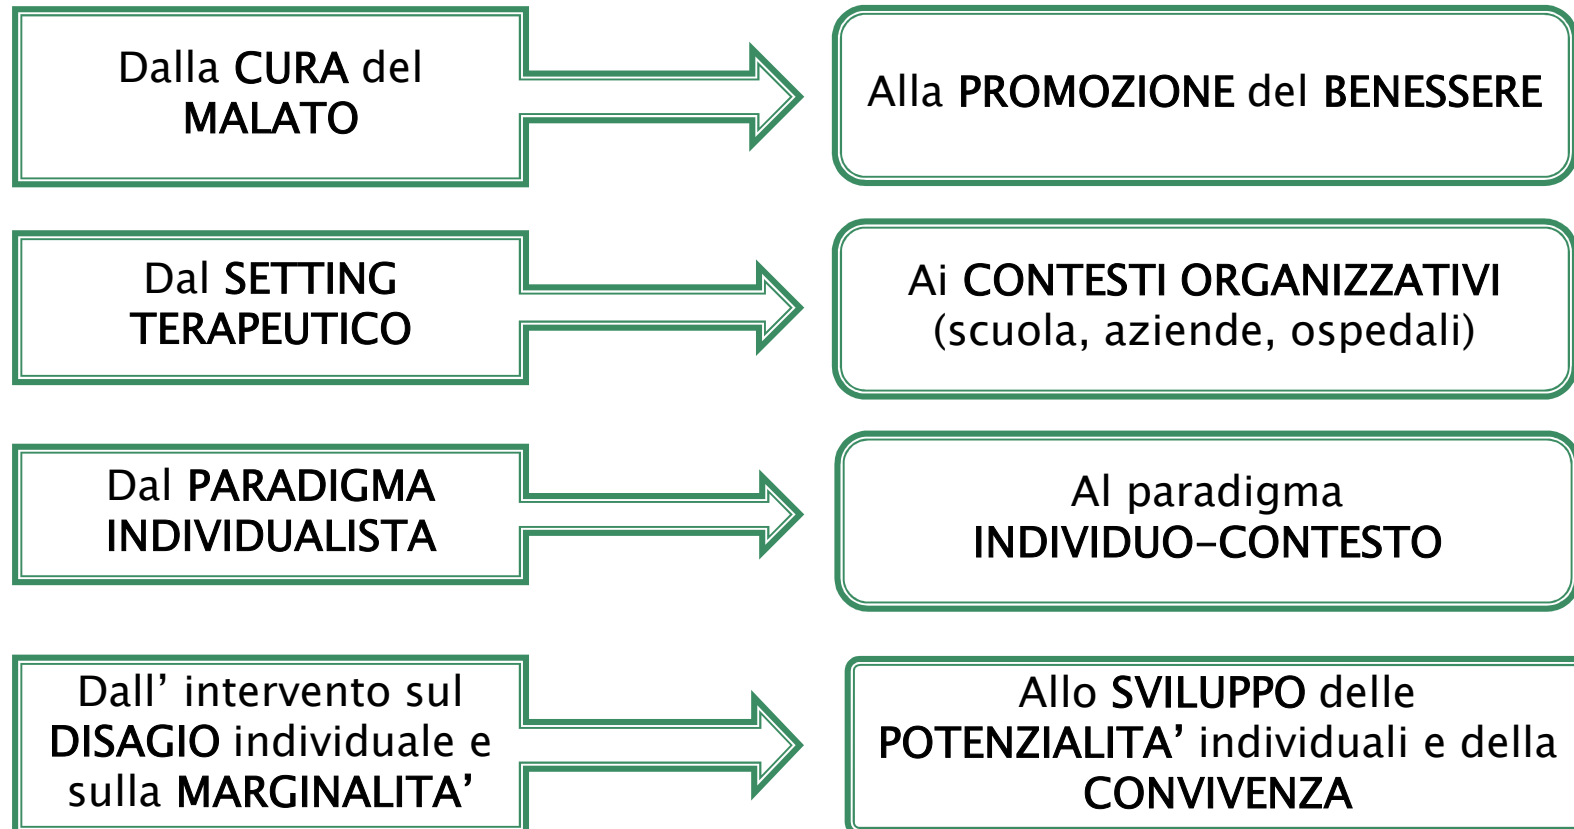 Dalla CURA del
MALATO
Alla PROMOZIONE del BENESSERE
Dal SETTING
TERAPEUTICO
Ai CONTESTI ORGANIZZATIVI
(scuola, aziende, ospedali)
Dal PARADIGMA
INDIVIDUALISTA
Al paradigma
INDIVIDUO-CONTESTO
Dall’ intervento sul
DISAGIO individuale e
sulla MARGINALITA’
Allo SVILUPPO delle
POTENZIALITA’ individuali e della
CONVIVENZA